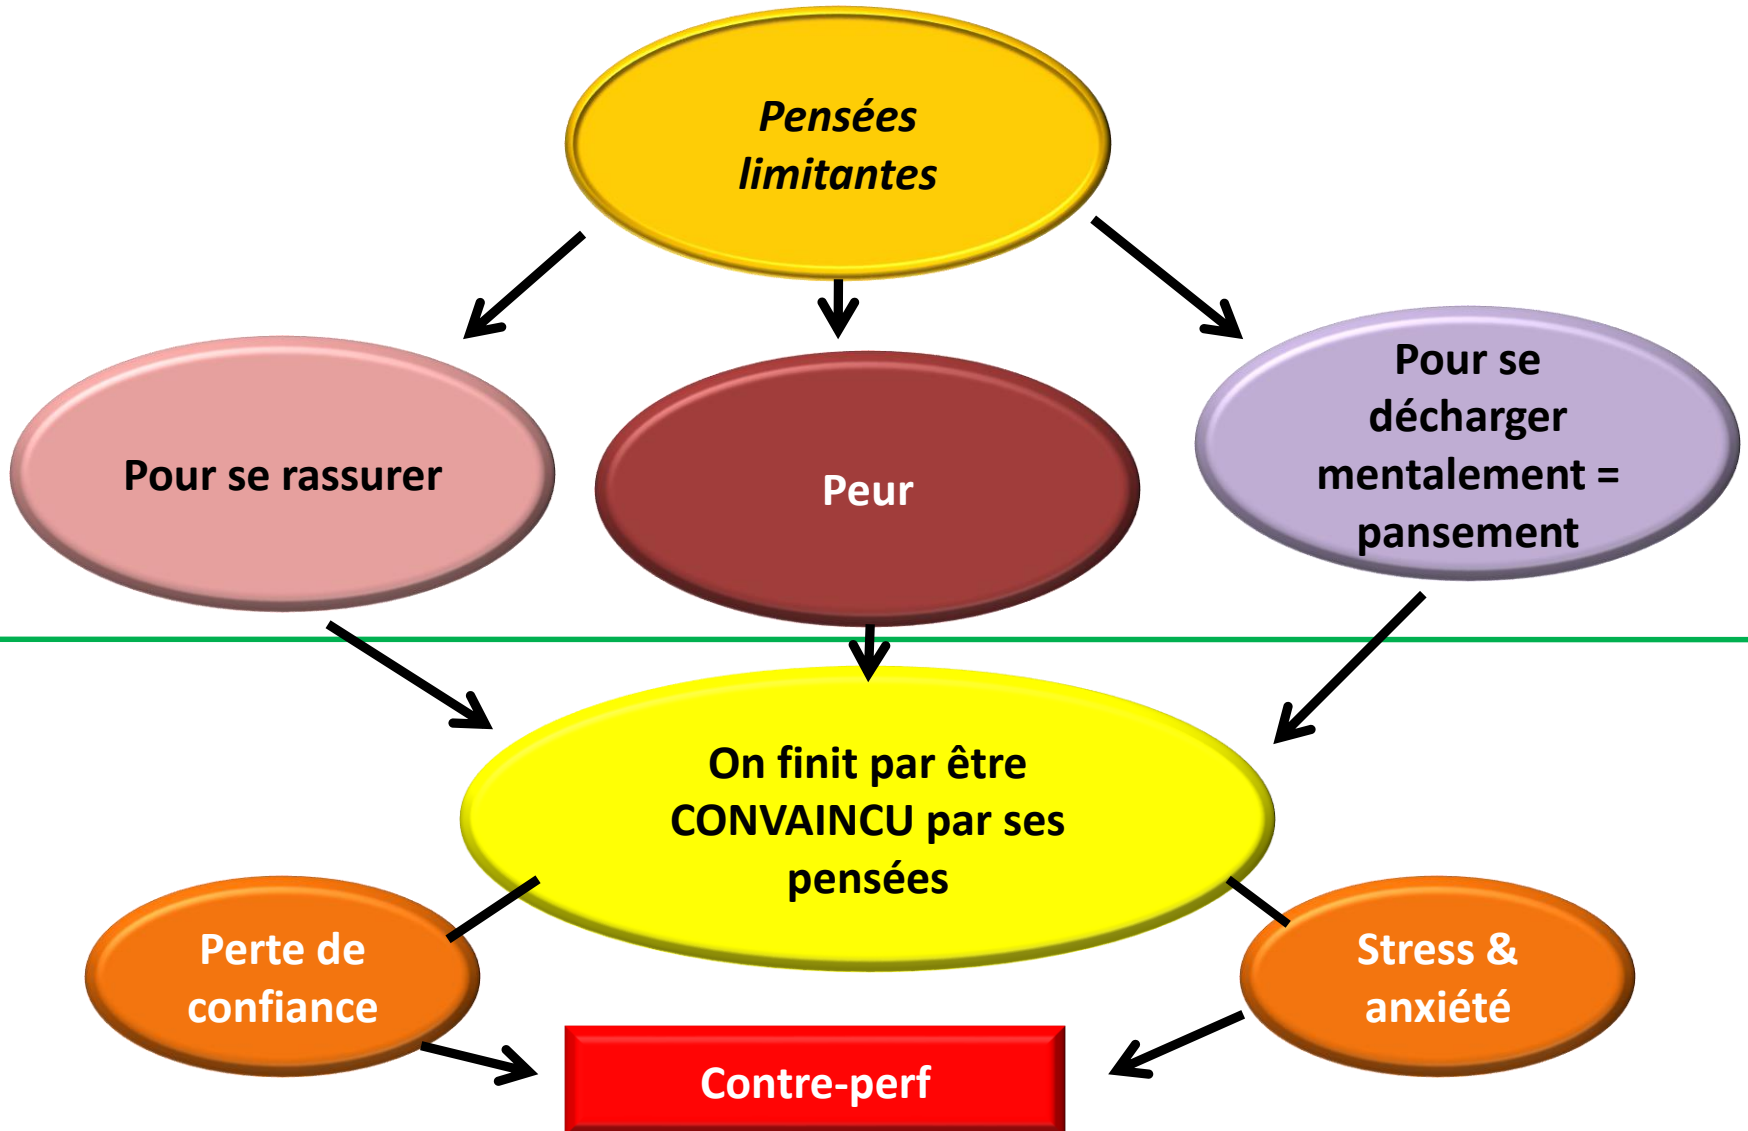 Pensées
limitantes
Pour se rassurer
Peur
Pour se
décharger
mentalement =
pansement
On finit par être
CONVAINCU par ses
pensées
Perte de
confiance
Stress &
anxiété
Contre-perf